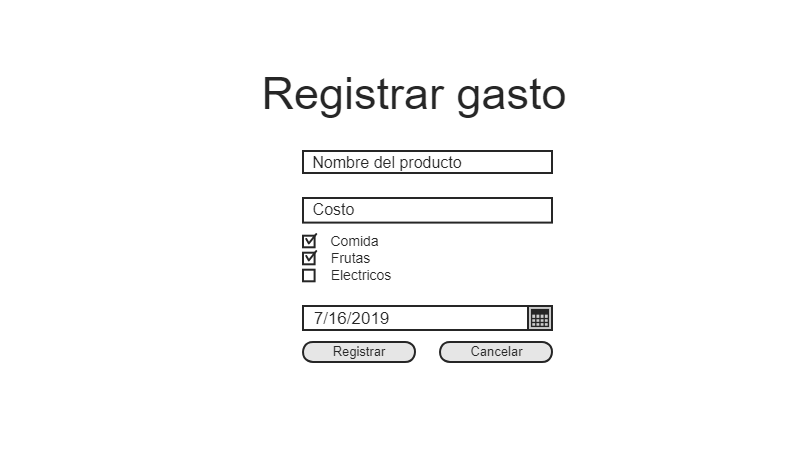 Registrar gasto
Nombre del producto
Costo
Comida
Frutas
Electricos
7/16/2019
Registrar
Cancelar